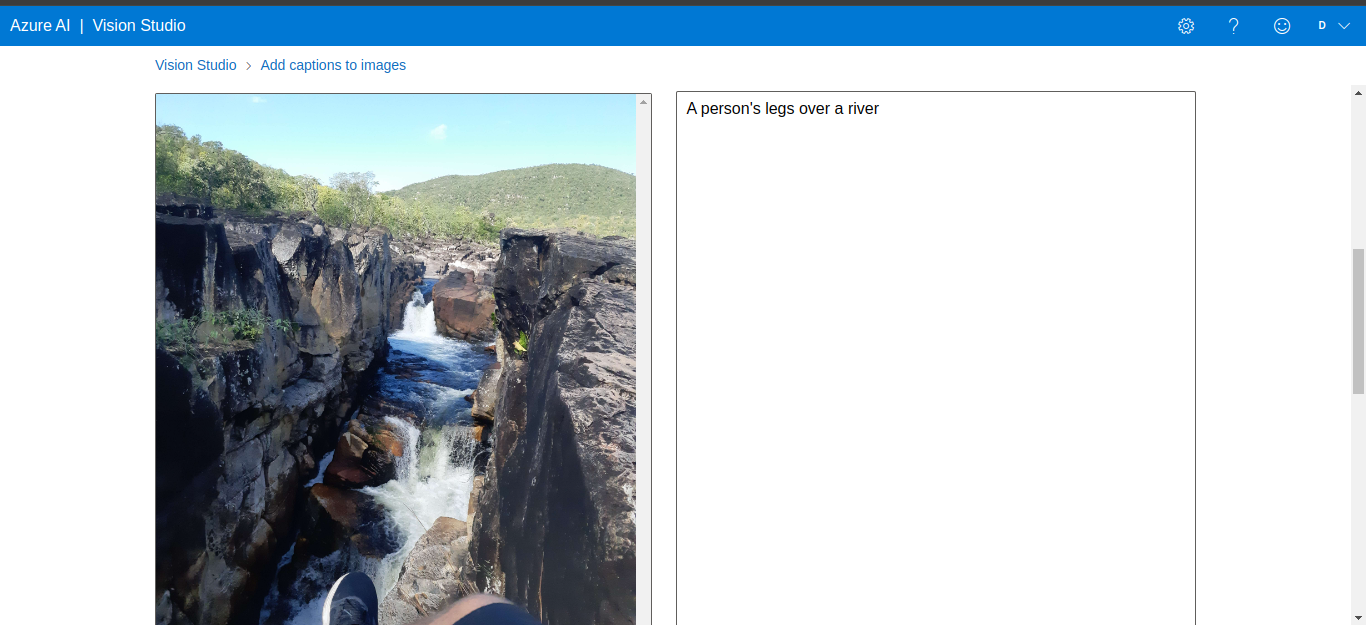 Azure AI | Vision Studio
D
Vision Studio > Add captions to images
A person's legs over a river